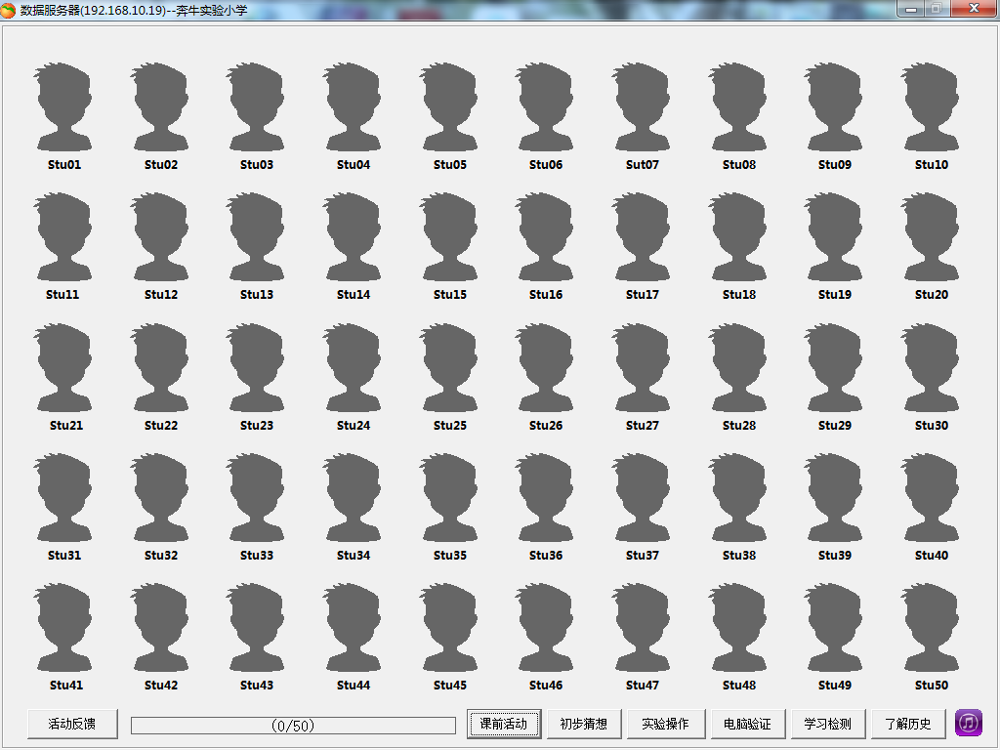 数据服务器(192.168.10.19)--奔牛实验小学
Stu01 Stu02 Stu03 Stu04 Stu05 Stu06 Sut07 Stu08 Stu09 Stu10
Stu11 Stu12 Stu13 Stu14 Stu15 Stu16 Stu17 Stu18 Stu19 Stu20
Stu21 Stu22 Stu23 Stu24 Stu25 Stu26 Stu27 Stu28 Stu29 Stu30
Stu31 Stu32 Stu33 Stu34 Stu35 Stu36 Stu37 Stu38 Stu39 Stu40
Stu41 Stu42 Stu43 Stu44 Stu45 Stu46 Stu47 Stu48 Stu49 Stu50
活动反馈 (0/50) 课前活动 初步猜想 实验操作 电脑验证 学习检测 了解历史